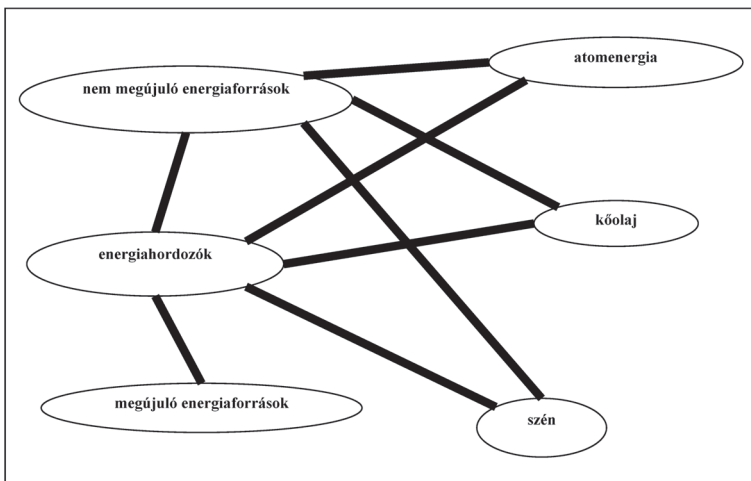 atomenergia
nem megújuló energiaforrások
kőolaj
energiahordozók
megújuló energiaforrások
szén